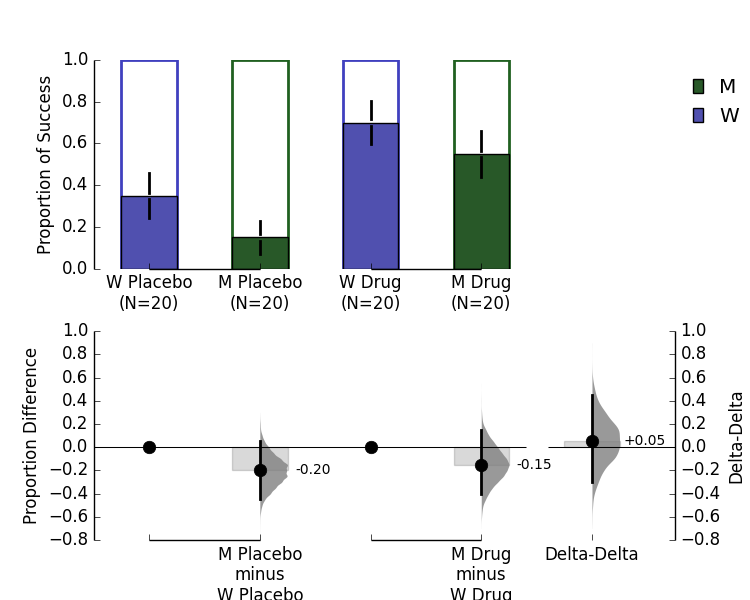 Proportion of Success
1.0
0.8
0.6
0.4
0.2
0.0
W Placebo
(N=20)
M Placebo
(N=20)
W Drug
(N=20)
M Drug
(N=20)
M
W
Proportion Difference
1.0
0.8
0.6
0.4
0.2
0.0
−0.2
−0.4
−0.6
−0.8
-0.20
-0.15
+0.05
M Placebo
minus
W Placebo
M Drug
minus
W Drug
Delta-Delta
1.0
0.8
0.6
0.4
0.2
0.0
−0.2
−0.4
−0.6
−0.8
Delta-Delta